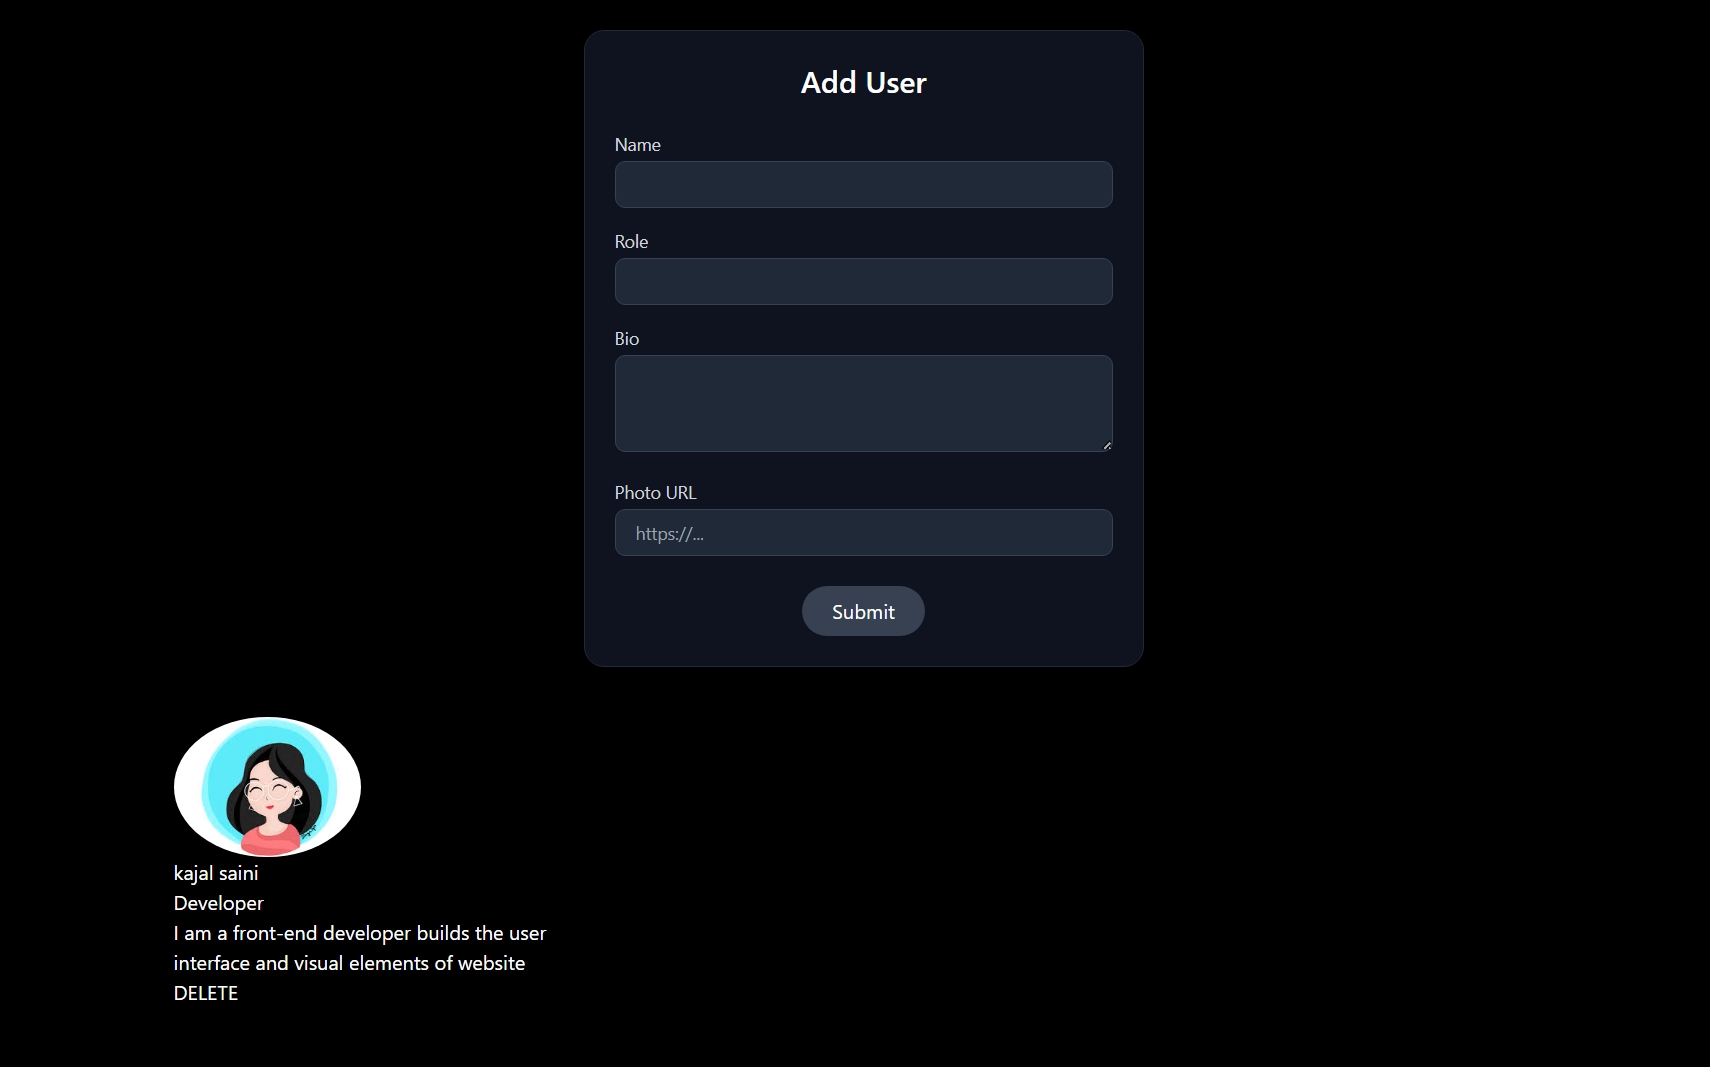 Add User
Name
Role
Bio
Photo URL
https://...
Submit
kajal saini
Developer
I am a front-end developer builds the user
interface and visual elements of website
DELETE